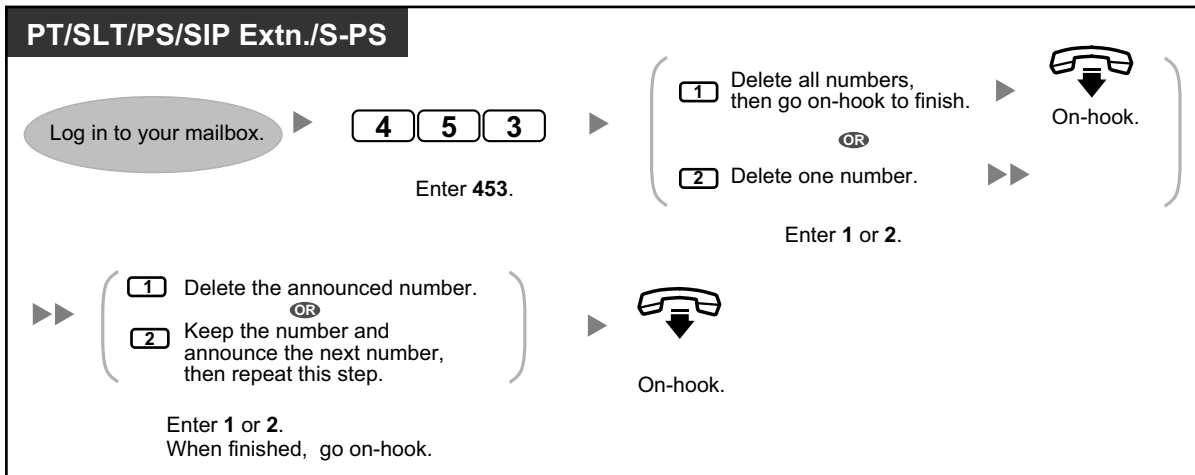 PT/SLT/PS/SIP Extn./S-PS
Log in to your mailbox.
4 5 3
Enter 453.
1 Delete all numbers,
then go on-hook to finish.
OR
2 Delete one number.
Enter 1 or 2.
On-hook.
1 Delete the announced number.
OR
2 Keep the number and
announce the next number,
then repeat this step.
Enter 1 or 2.
When finished, go on-hook.
On-hook.